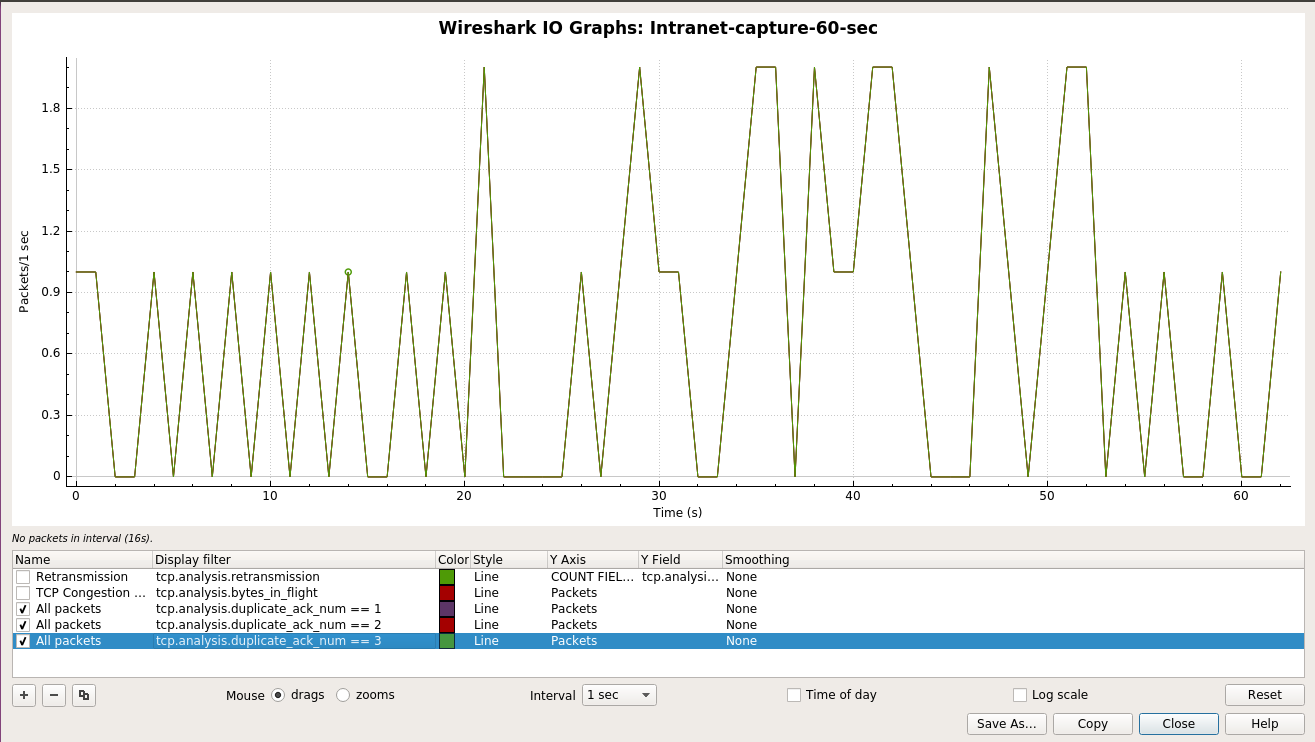 Wireshark IO Graphs: Intranet-capture-60-sec
1.8
1.5
1.2
0.9
0.6
0.3
0
Packets/1 sec
0 10 20 30 40 50 60
Time (s)
No packets in interval (16s).
Name Display filter Color Style Y Axis Y Field Smoothing
Retransmission tcp.analysis.retransmission Line COUNT FIEL... tcp.analysi... None
TCP Congestion ... tcp.analysis.bytes_in_flight Line Packets None
All packets tcp.analysis.duplicate_ack_num == 1 Line Packets None
All packets tcp.analysis.duplicate_ack_num == 2 Line Packets None
All packets tcp.analysis.duplicate_ack_num == 3 Line Packets None
+ − Mouse drags zooms Interval 1 sec Time of day Log scale Reset
Save As... Copy Close Help